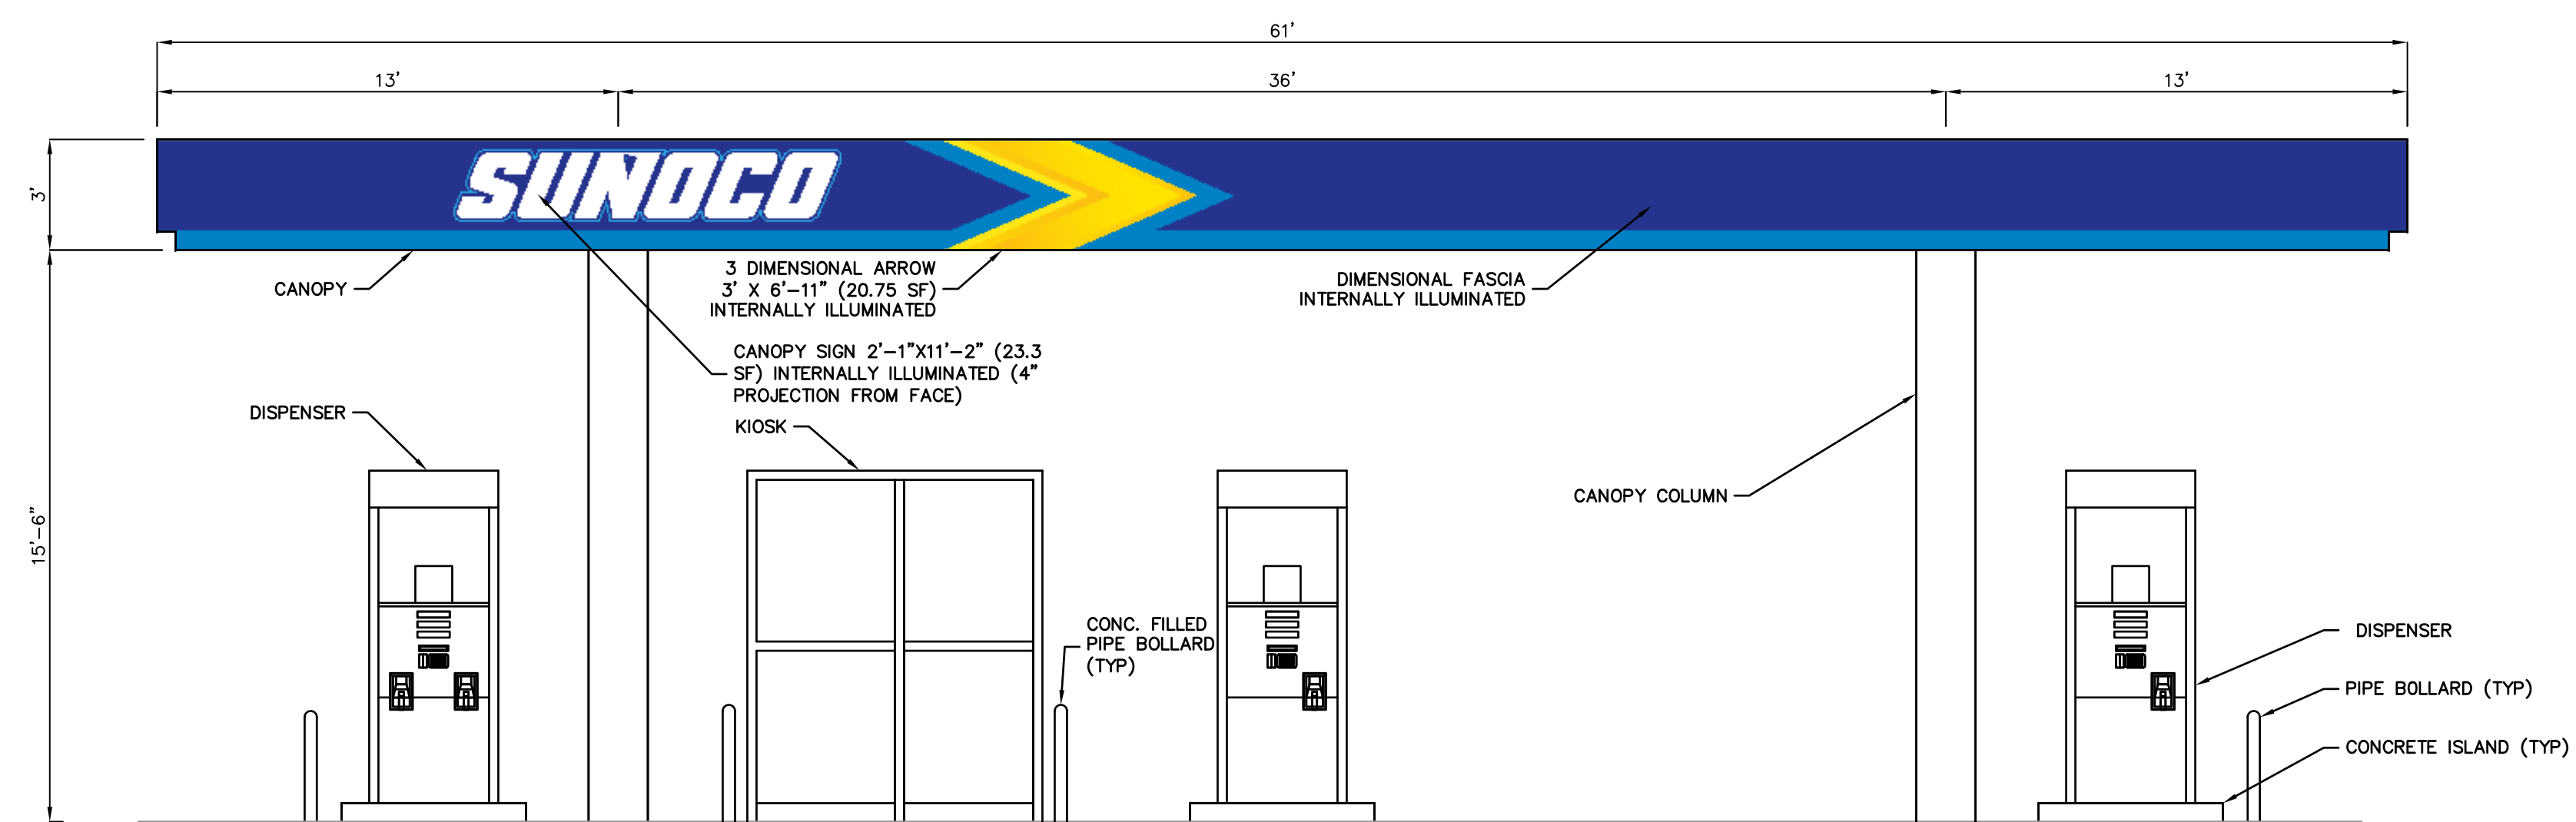 61'
13'
36'
13'
3'
SUNOCO
CANOPY
3 DIMENSIONAL ARROW
3' X 6'-11" (20.75 SF)
INTERNALLY ILLUMINATED
DIMENSIONAL FASCIA
INTERNALLY ILLUMINATED
CANOPY SIGN 2'-1"X11'-2" (23.3
SF) INTERNALLY ILLUMINATED (4"
PROJECTION FROM FACE)
DISPENSER
KIOSK
CANOPY COLUMN
15'-6"
CONC. FILLED
PIPE BOLLARD
(TYP)
DISPENSER
PIPE BOLLARD (TYP)
CONCRETE ISLAND (TYP)